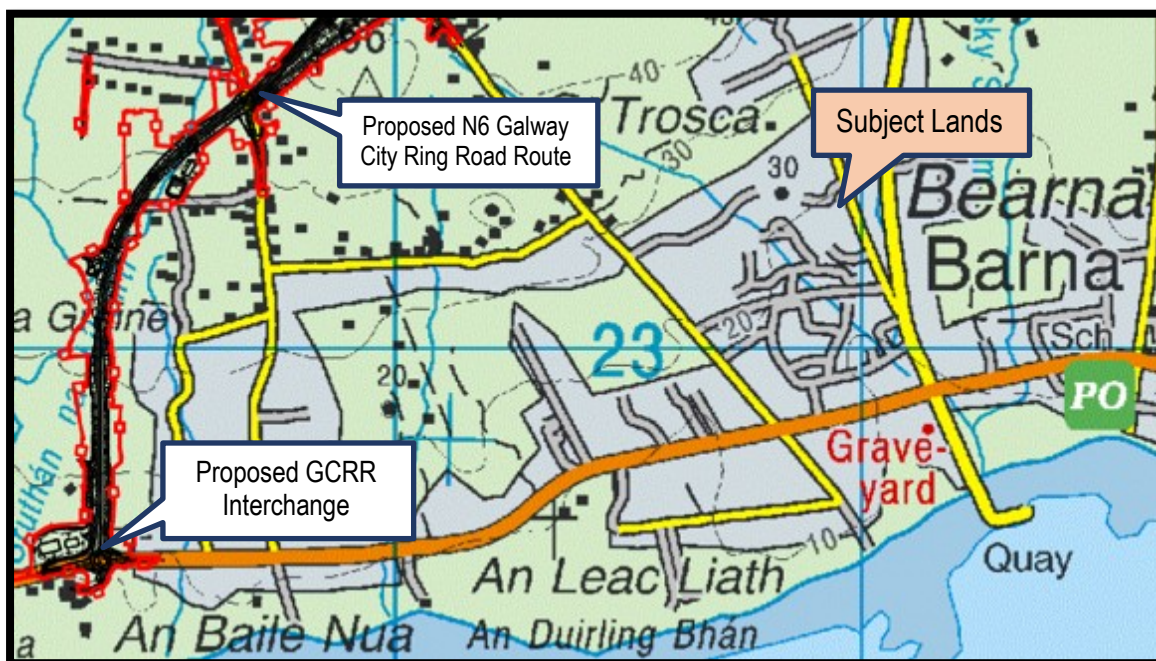 Proposed N6 Galway
City Ring Road Route
40
40
Trosca
30
30
Subject Lands
Bearna
Barna
23
20
20
Sch
PO
Grave-
yard
Proposed GCRR
Interchange
10
Quay
An Leac Liath
An Baile Nua
An Duirling Bhán